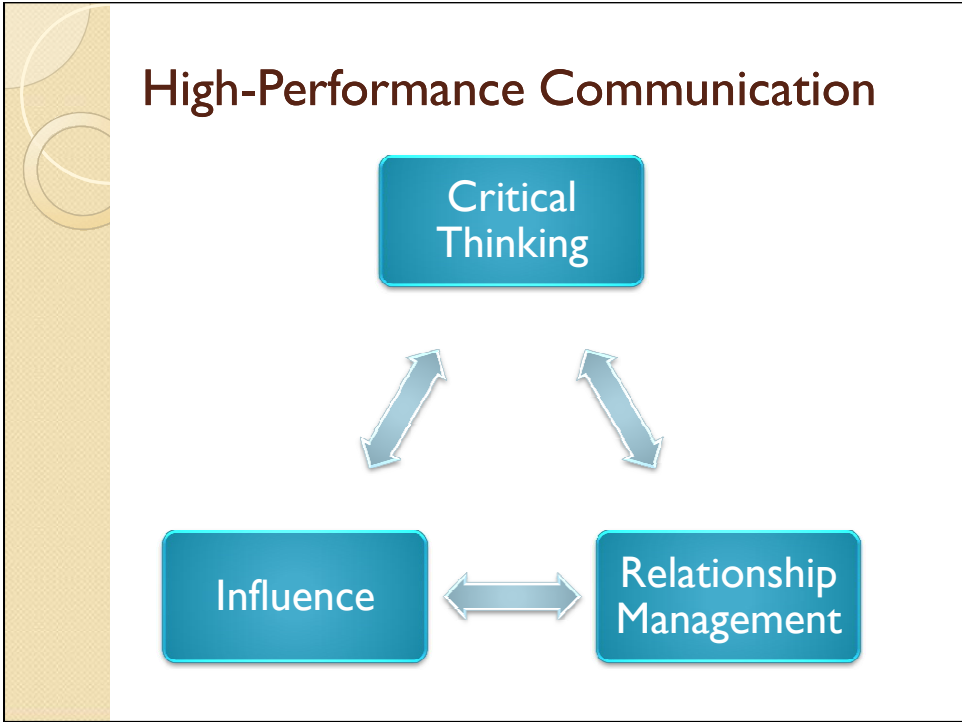 High-Performance Communication
Critical
Thinking
Influence
Relationship
Management